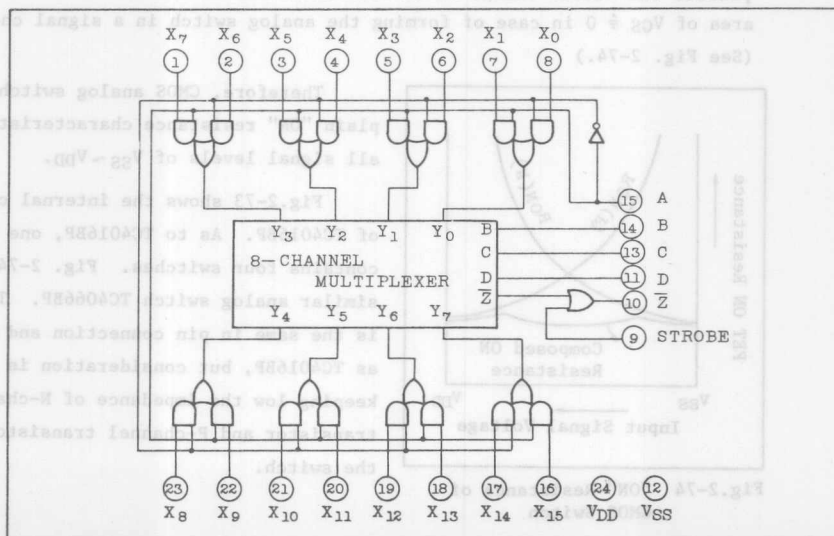 area of VGS ≑ 0 in case of forming the analog switch in a signal
(See Fig. 2-74.)
X7 X6 X5 X4 X3 X2 X1 X0
1 2 3 4 5 6 7 8
Therefore, CMOS analog switch
plain "ON" resistance
all signal levels of VSS~VDD.
Fig.2-73 shows the internal
of TC4016BP. As to TC4016BP, one
contains four switches. Fig. 2-74
similar analog switch TC4066BP.
is the same in pin connection and
as TC4016BP, but consideration is
keeping low the impedance of
transistor and P-channel
the switch.
15 A
14 B
13 C
11 D
10 Z̅
9 STROBE
Y3 Y2 Y1 Y0
8-CHANNEL
MULTIPLEXER
B
C
D
Z̅
Y4 Y5 Y6 Y7
FET ON Resistance
Composed ON
Resistance
VDD VSS
Input Signal Voltage
23 22 21 20 19 18 17 16 24 12
X8 X9 X10 X11 X12 X13 X14 X15 VDD VSS
Fig.2-74 "ON" Resistance of
Switch